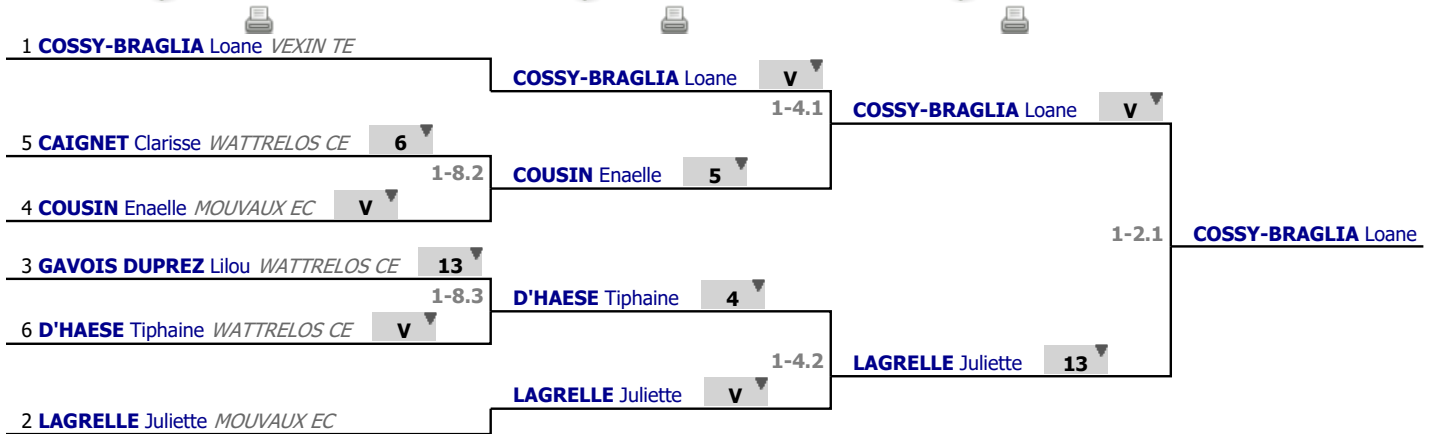 1 COSSY-BRAGLIA Loane VEXIN TE
COSSY-BRAGLIA Loane V
1-4.1
COSSY-BRAGLIA Loane V
5 CAIGNET Clarisse WATTRELOS CE 6
1-8.2
COUSIN Enaelle 5
4 COUSIN Enaelle MOUVAUX EC V
1-2.1
COSSY-BRAGLIA Loane
3 GAVOIS DUPREZ Lilou WATTRELOS CE 13
1-8.3
D'HAESE Tiphaine 4
6 D'HAESE Tiphaine WATTRELOS CE V
1-4.2
LAGRELLE Juliette 13
LAGRELLE Juliette V
2 LAGRELLE Juliette MOUVAUX EC